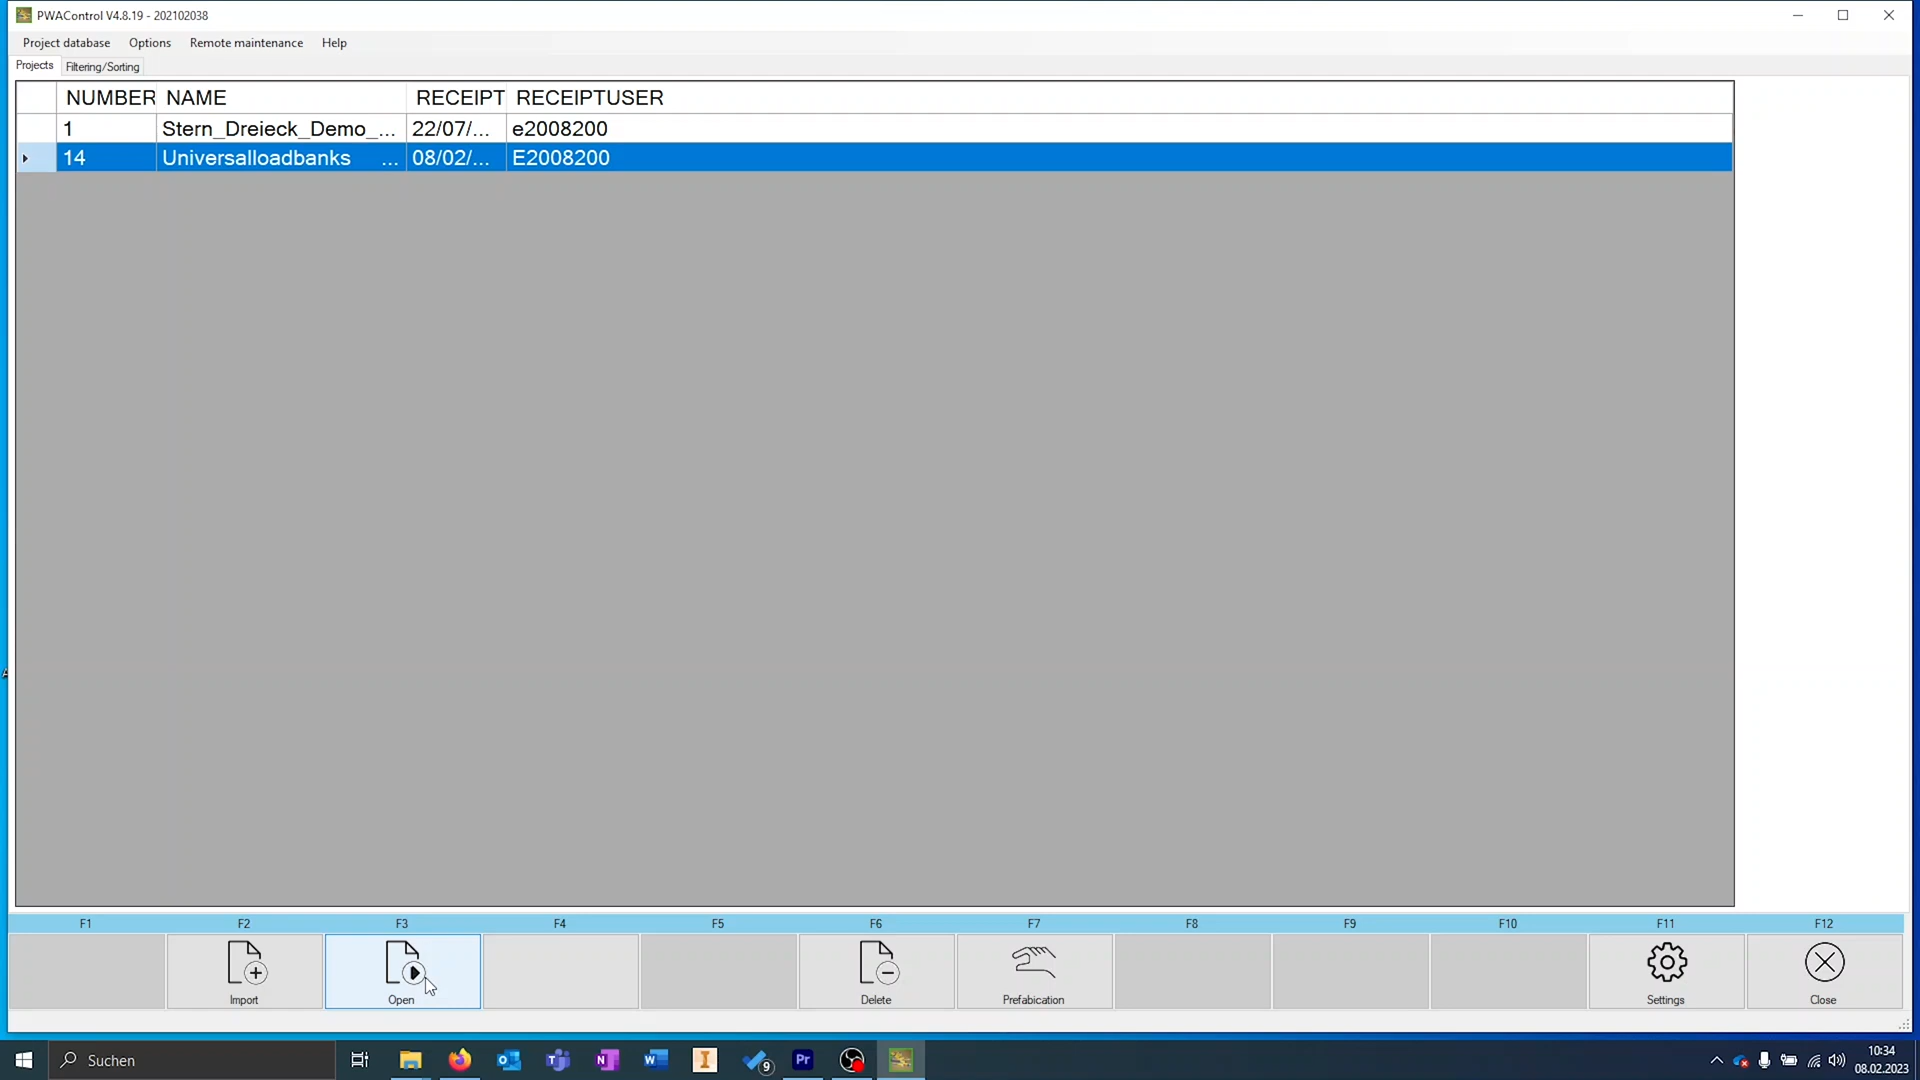 PWAControl V4.8.19 - 202102038
Project database Options Remote maintenance Help
Projects Filtering/Sorting
NUMBER NAME RECEIPT RECEIPTUSER
1 Stern_Dreieck_Demo_... 22/07/... e2008200
14 Universalloadbanks ... 08/02/... E2008200
F1 F2 F3 F4 F5 F6 F7 F8 F9 F10 F11 F12
Import Open Delete Prefabication Settings Close
Suchen 9 Pr 10:34
08.02.2023